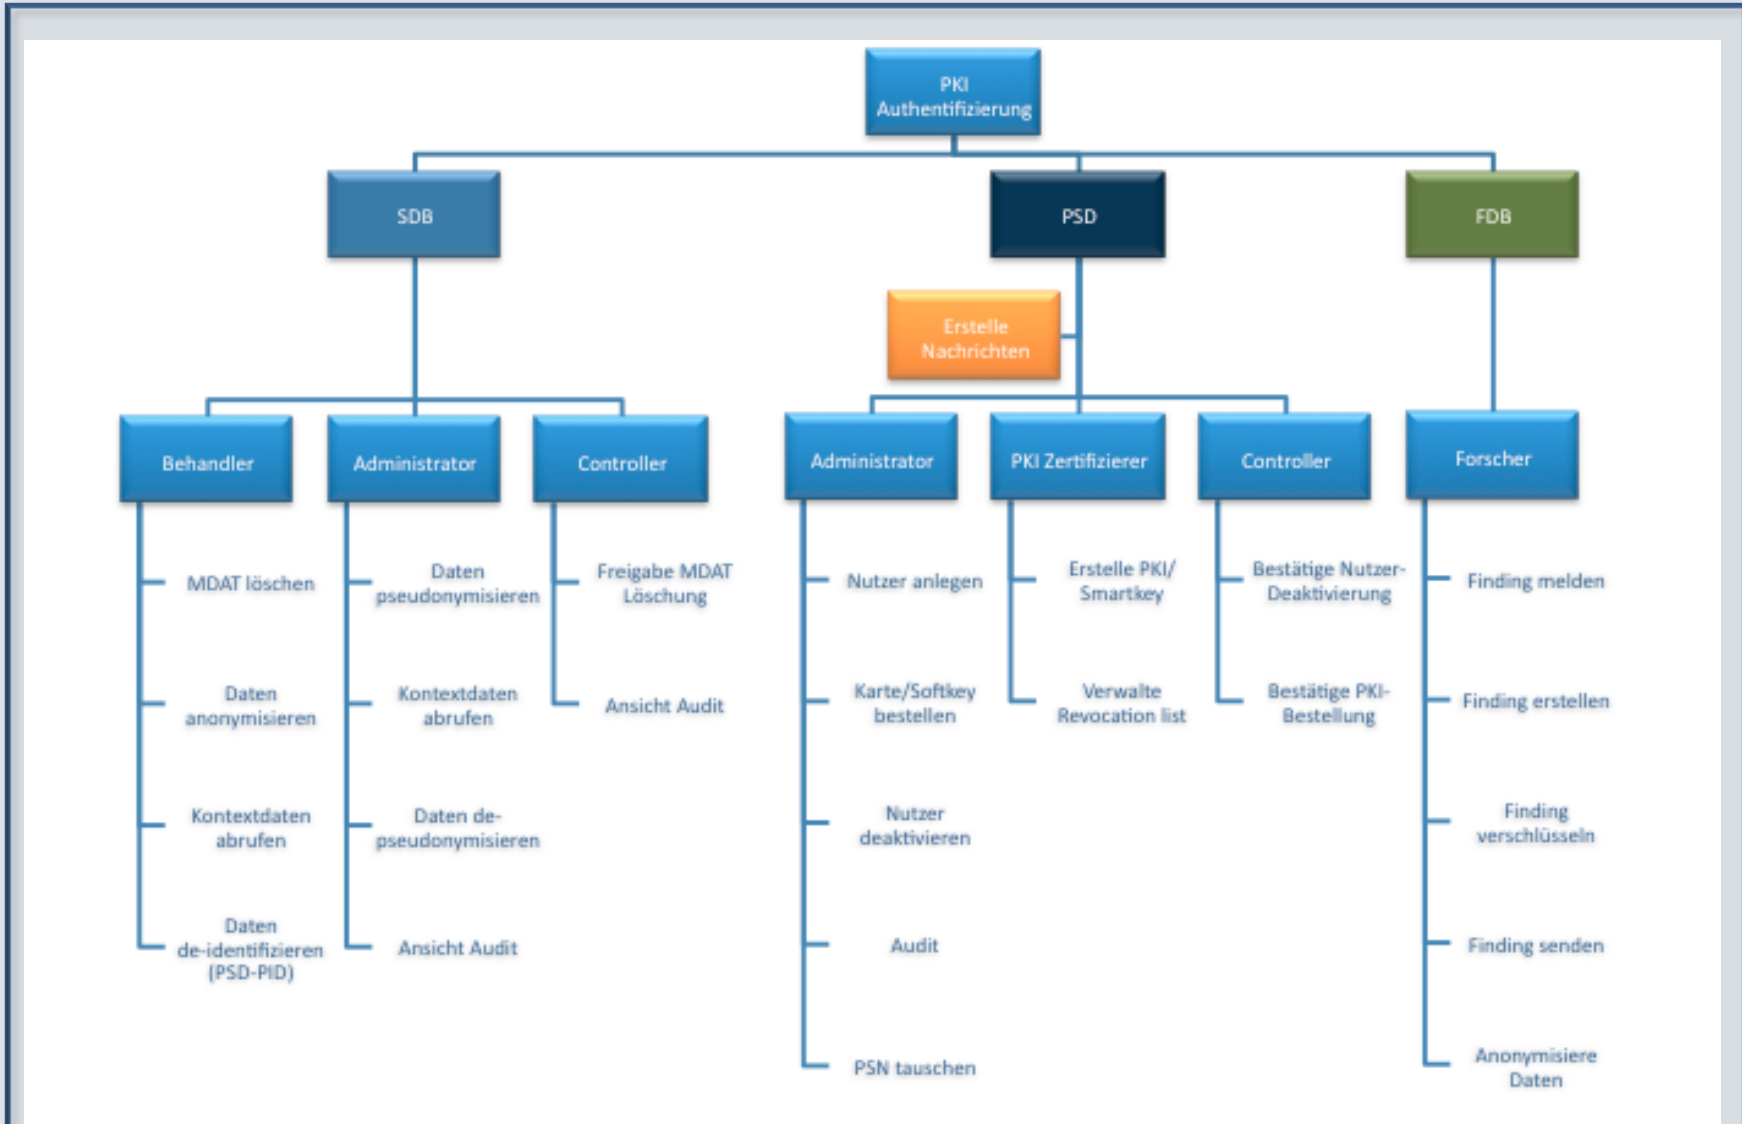 PKI
Authentifizierung
SDB
PSD
FDB
Erstelle
Nachrichten
Behandler
Administrator
Controller
Administrator
PKI Zertifizierer
Controller
Forscher
MDAT löschen
Daten
anonymisieren
Kontextdaten
abrufen
Daten
de-identifizieren
(PSD-PID)
Daten
pseudonymisieren
Kontextdaten
abrufen
Daten de-
pseudonymisieren
Ansicht Audit
Freigabe MDAT
Löschung
Ansicht Audit
Nutzer anlegen
Karte/Softkey
bestellen
Nutzer
deaktivieren
Audit
PSN tauschen
Erstelle PKI/
Smartkey
Verwalte
Revocation list
Bestätige Nutzer-
Deaktivierung
Bestätige PKI-
Bestellung
Finding melden
Finding erstellen
Finding
verschlüsseln
Finding senden
Anonymisiere
Daten